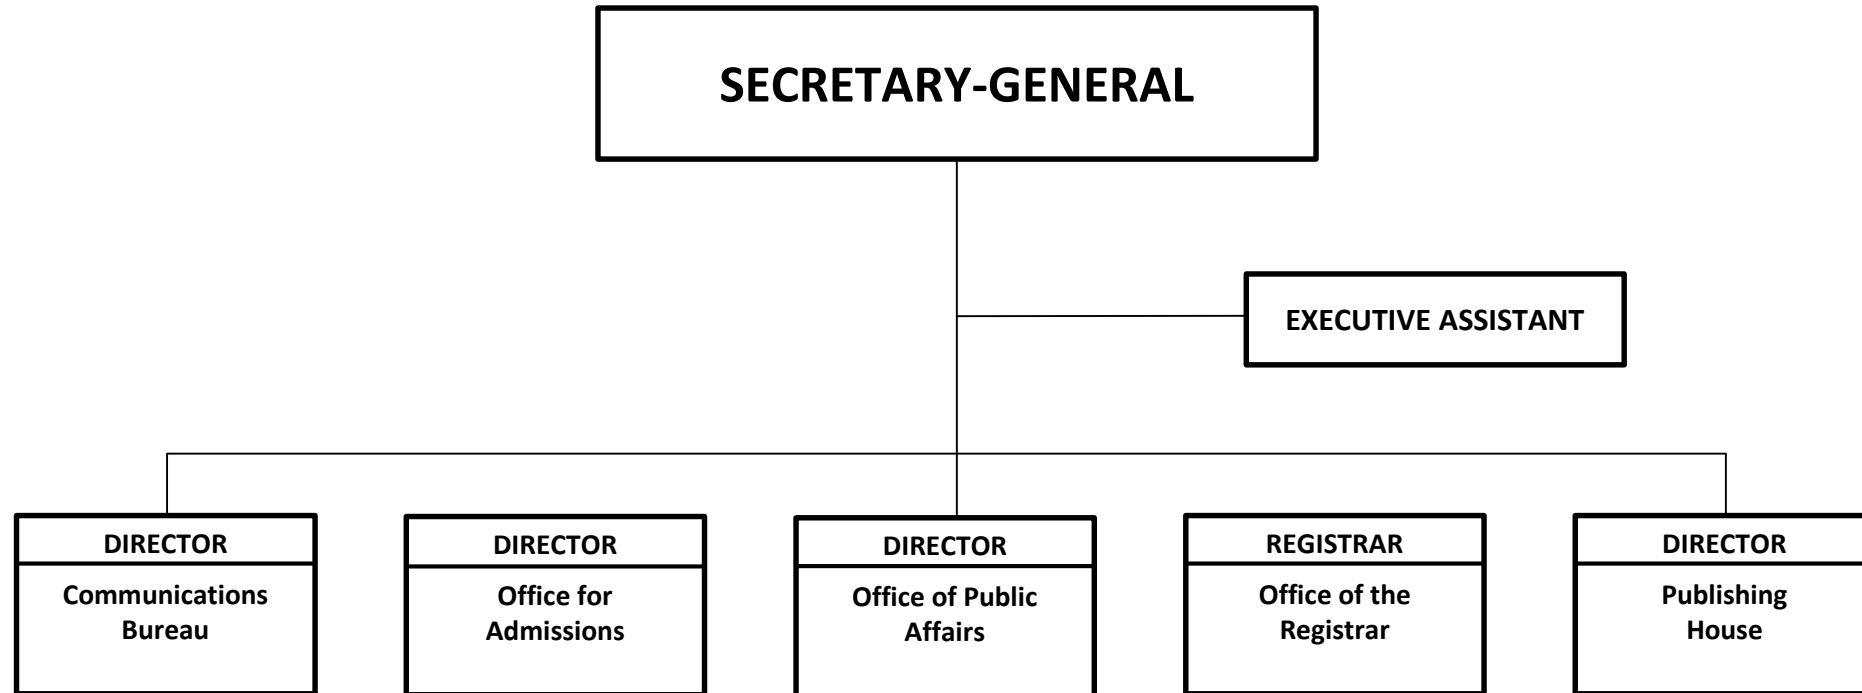 SECRETARY-GENERAL
EXECUTIVE ASSISTANT
DIRECTOR
Communications
Bureau
DIRECTOR
Office for
Admissions
DIRECTOR
Office of Public
Affairs
REGISTRAR
Office of the
Registrar
DIRECTOR
Publishing
House